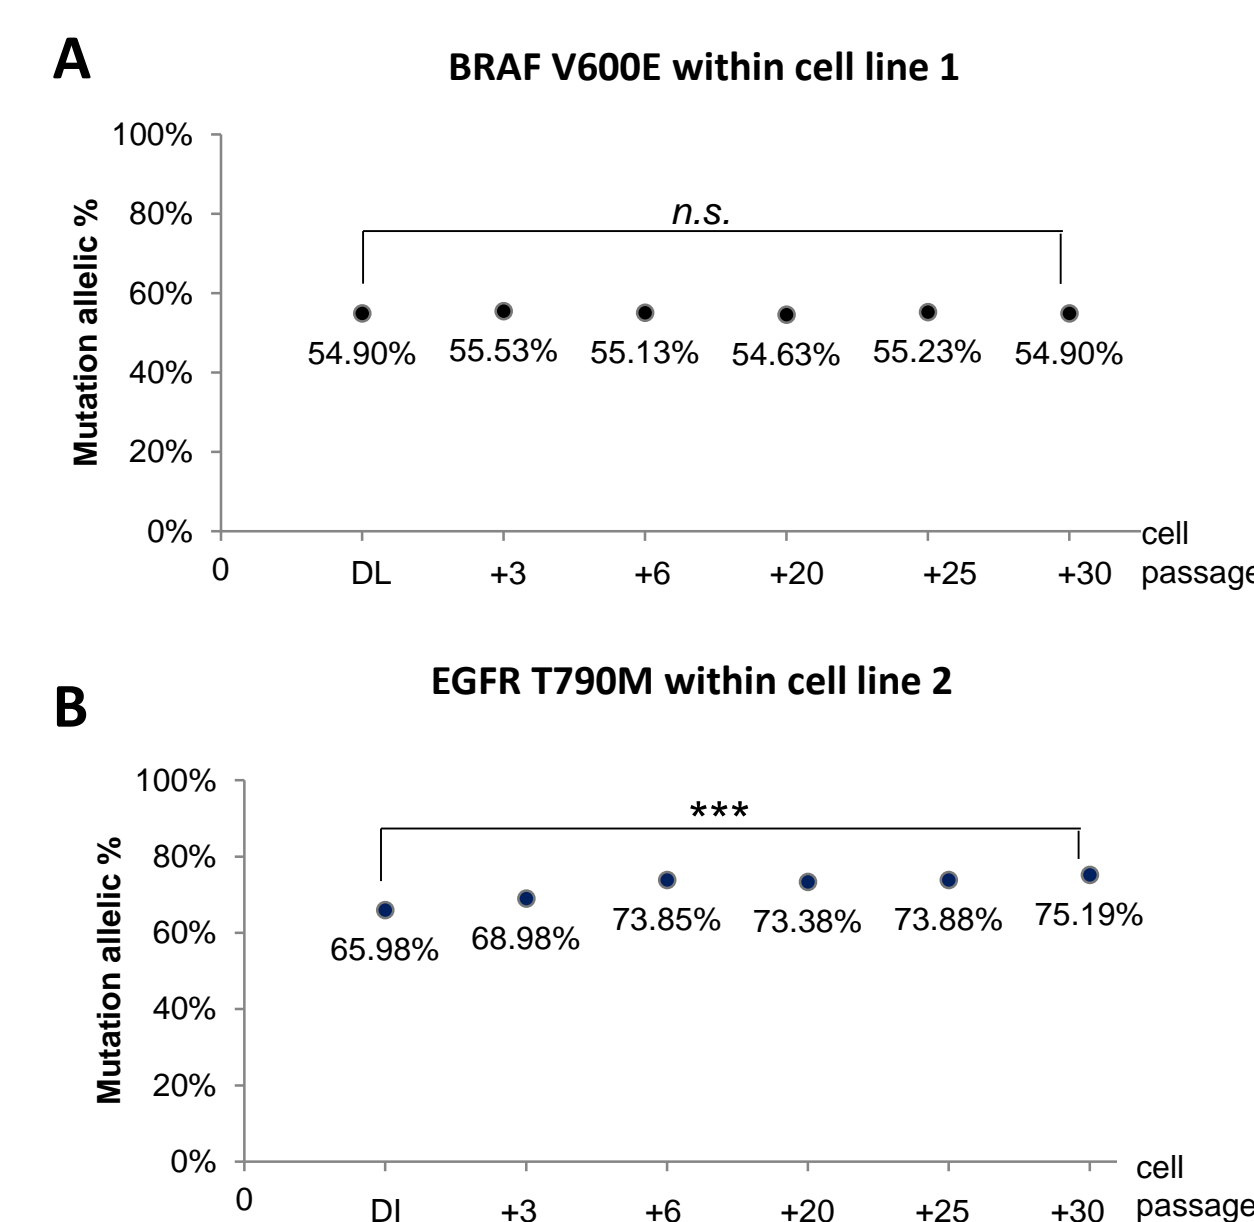 A
BRAF V600E within cell line 1
Mutation allelic %
100%
80%
60%
40%
20%
0%
n.s.
54.90% 55.53% 55.13% 54.63% 55.23% 54.90%
0 DL +3 +6 +20 +25 +30
cell
passage
B
EGFR T790M within cell line 2
Mutation allelic %
100%
80%
60%
40%
20%
0%
***
65.98% 68.98% 73.85% 73.38% 73.88% 75.19%
0 +3 +6 +20 +25 +30
cell
passage